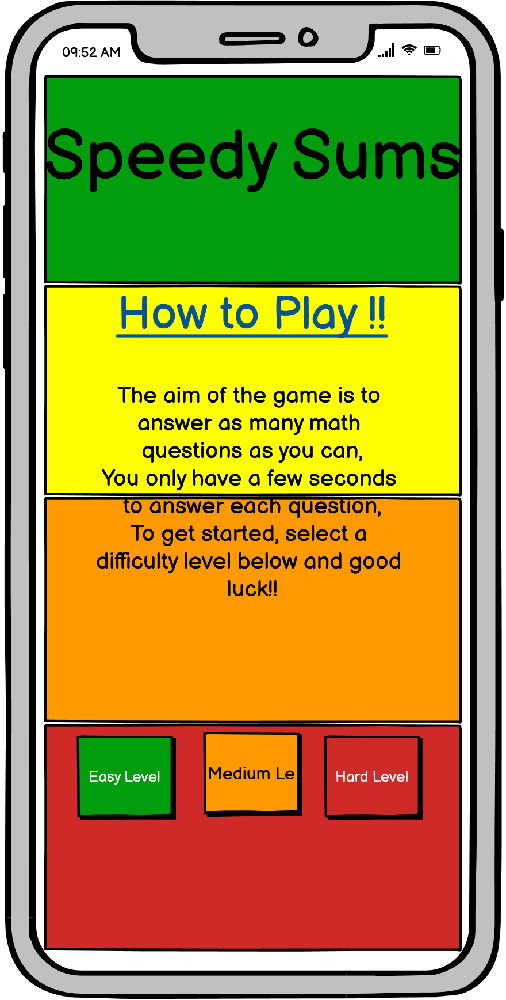 09:52 AM
Speedy Sums
How to Play !!
The aim of the game is to
answer as many math
questions as you can,
You only have a few seconds
to answer each question,
To get started, select a
difficulty level below and good
luck!!
Easy Level
Medium Le
Hard Level